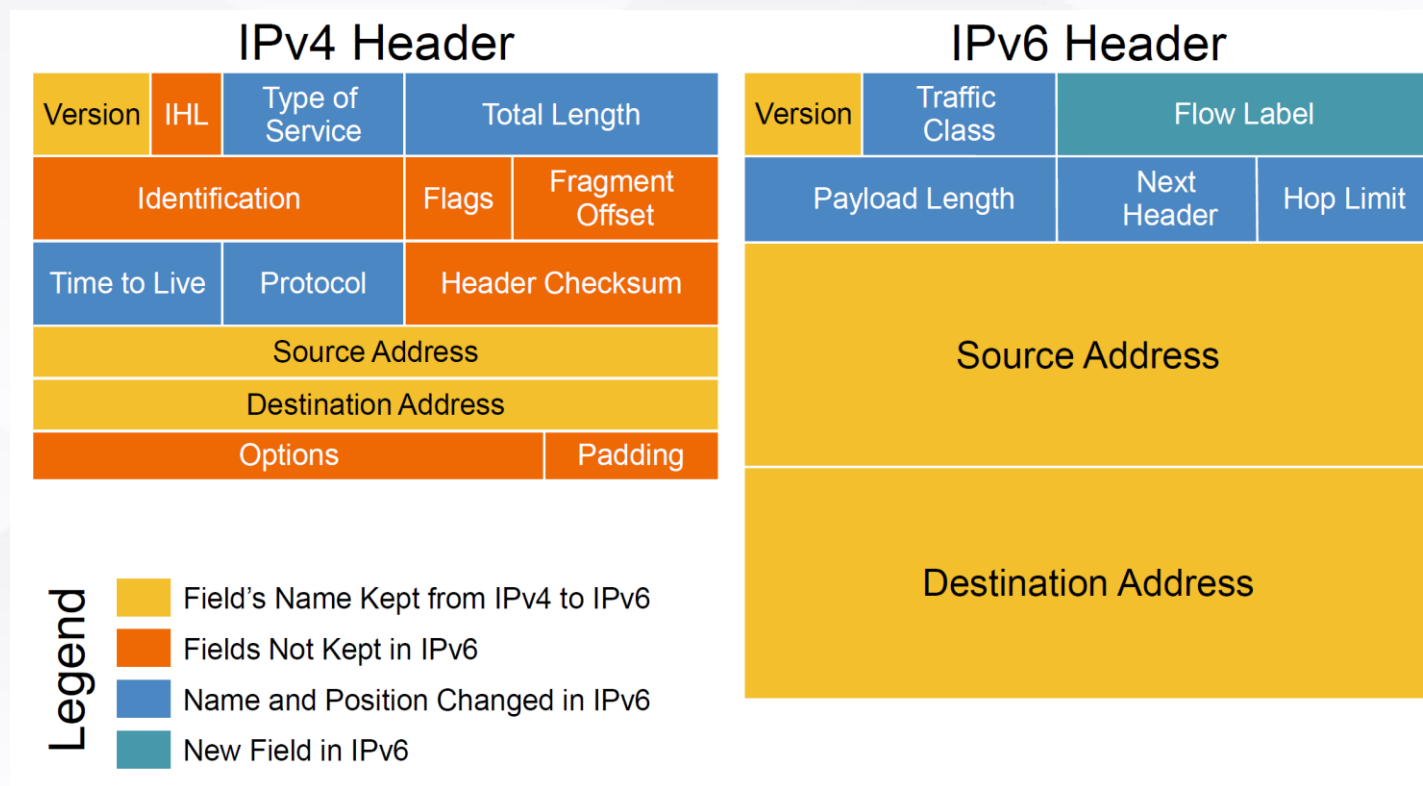 IPv4 Header
Version IHL Type of Service Total Length
Identification Flags Fragment Offset
Time to Live Protocol Header Checksum
Source Address
Destination Address
Options Padding
IPv6 Header
Version Traffic Class Flow Label
Payload Length Next Header Hop Limit
Source Address
Destination Address
Legend
Field's Name Kept from IPv4 to IPv6
Fields Not Kept in IPv6
Name and Position Changed in IPv6
New Field in IPv6